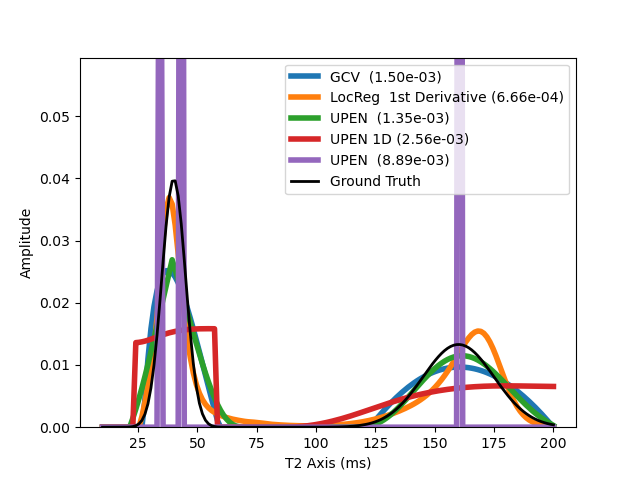 GCV  (1.50e-03)
LocReg  1st Derivative (6.66e-04)
UPEN  (1.35e-03)
UPEN 1D (2.56e-03)
UPEN  (8.89e-03)
Ground Truth
Amplitude
0.05
0.04
0.03
0.02
0.01
0.00
25 50 75 100 125 150 175 200
T2 Axis (ms)